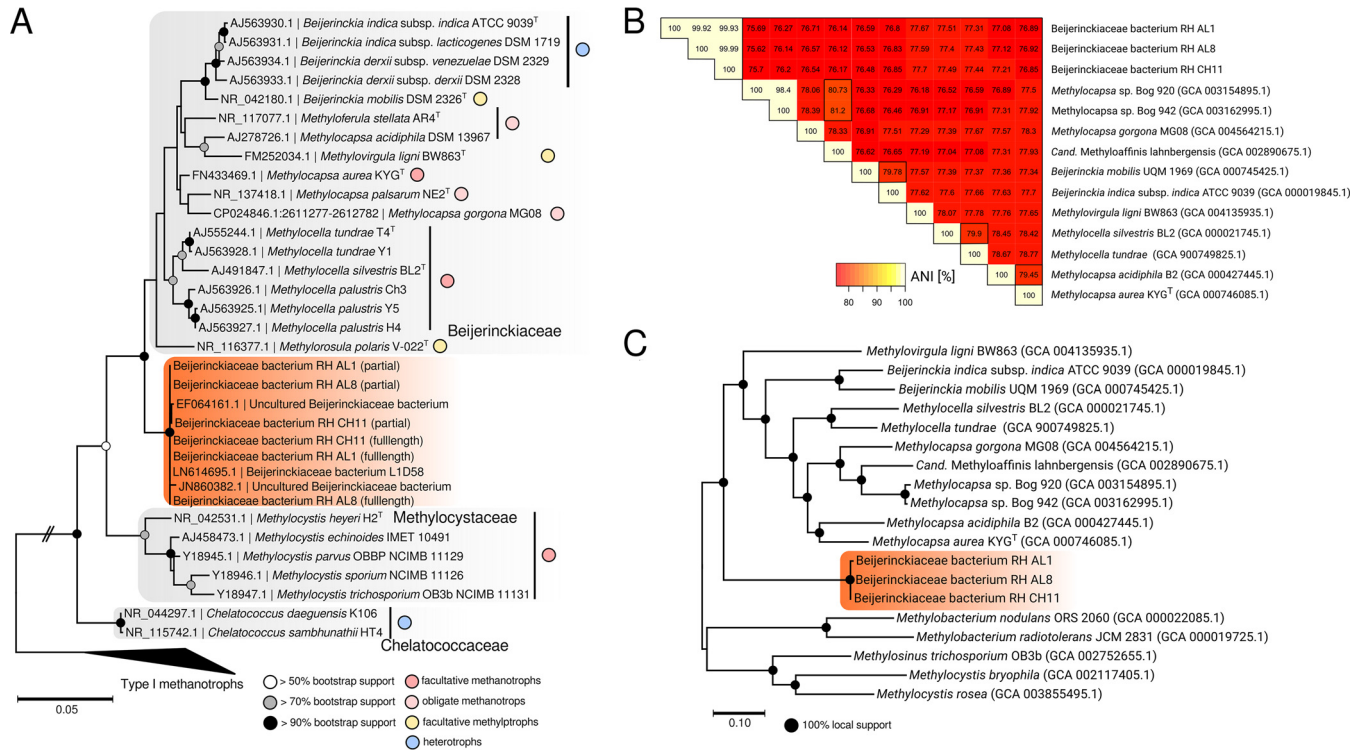 A
AJ563930.1 | Beijerinckia indica subsp. indica ATCC 9039T
AJ563931.1 | Beijerinckia indica subsp. lacticogenes DSM 1719
AJ563934.1 | Beijerinckia derxii subsp. venezuelae DSM 2329
AJ563933.1 | Beijerinckia derxii subsp. derxii DSM 2328
NR_042180.1 | Beijerinckia mobilis DSM 2326T
NR_117077.1 | Methyloferula stellata AR4T
AJ278726.1 | Methylocapsa acidiphila DSM 13967
FM252034.1 | Methylovirgula ligni BW863T
FN433469.1 | Methylocapsa aurea KYGT
NR_137418.1 | Methylocapsa palsarum NE2T
CP024846.1:2611277-2612782 | Methylocapsa gorgona MG08
AJ555244.1 | Methylocella tundrae T4T
AJ563928.1 | Methylocella tundrae Y1
AJ491847.1 | Methylocella silvestris BL2T
AJ563926.1 | Methylocella palustris Ch3
AJ563925.1 | Methylocella palustris Y5
AJ563927.1 | Methylocella palustris H4
Beijerinckiaceae
NR_116377.1 | Methylorosula polaris V-022T
Beijerinckiaceae bacterium RH AL1 (partial)
Beijerinckiaceae bacterium RH AL8 (partial)
EF064161.1 | Uncultured Beijerinckiaceae bacterium
Beijerinckiaceae bacterium RH CH11 (partial)
Beijerinckiaceae bacterium RH CH11 (fulllength)
Beijerinckiaceae bacterium RH AL1 (fulllength)
LN614695.1 | Beijerinckiaceae bacterium L1D58
JN860382.1 | Uncultured Beijerinckiaceae bacterium
Beijerinckiaceae bacterium RH AL8 (fulllength)
NR_042531.1 | Methylocystis heyeri H2T
Methylocystaceae
AJ458473.1 | Methylocystis echinoides IMET 10491
Y18945.1 | Methylocystis parvus OBBP NCIMB 11129
Y18946.1 | Methylocystis sporium NCIMB 11126
Y18947.1 | Methylocystis trichosporium OB3b NCIMB 11131
NR_044297.1 | Chelatococcus daeguensis K106
NR_115742.1 | Chelatococcus sambhunathii HT4
Chelatococcaceae
Type I methanotrophs
0.05
> 50% bootstrap support
> 70% bootstrap support
> 90% bootstrap support
facultative methanotrophs
obligate methanotrops
facultative methylptrophs
heterotrophs
B
100 99.92 99.93 75.89 76.27 76.71 76.14 76.59 76.8 77.67 77.51 77.31 77.08 76.89 Beijerinckiaceae bacterium RH AL1
100 99.99 75.62 76.14 76.57 76.12 76.53 76.83 77.59 77.4 77.43 77.12 76.92 Beijerinckiaceae bacterium RH AL8
100 75.7 76.2 76.54 76.17 76.48 76.85 77.7 77.49 77.44 77.21 76.85 Beijerinckiaceae bacterium RH CH11
100 98.4 78.06 80.73 76.33 76.29 76.18 76.52 76.59 76.89 77.5 Methylocapsa sp. Bog 920 (GCA 003154895.1)
100 78.39 81.2 76.68 76.46 76.91 77.17 76.91 77.31 77.92 Methylocapsa sp. Bog 942 (GCA 003162995.1)
100 78.33 76.91 77.51 77.29 77.39 77.67 77.57 78.3 Methylocapsa gorgona MG08 (GCA 004564215.1)
100 76.62 76.65 77.19 77.04 77.08 77.31 77.93 Cand. Methyloaffinis lahnbergensis (GCA 002890675.1)
100 79.78 77.57 77.39 77.37 77.36 77.34 Beijerinckia mobilis UQM 1969 (GCA 000745425.1)
100 77.62 77.6 77.66 77.63 77.7 Beijerinckia indica subsp. indica ATCC 9039 (GCA 000019845.1)
100 78.07 77.78 77.76 77.65 Methylovirgula ligni BW863 (GCA 004135935.1)
100 79.9 78.45 78.42 Methylocella silvestris BL2 (GCA 000021745.1)
100 78.67 78.77 Methylocella tundrae (GCA 900749825.1)
100 79.45 Methylocapsa acidiphila B2 (GCA 000427445.1)
100 Methylocapsa aurea KYGT (GCA 000746085.1)
ANI [%]
80 90 100
C
Methylovirgula ligni BW863 (GCA 004135935.1)
Beijerinckia indica subsp. indica ATCC 9039 (GCA 000019845.1)
Beijerinckia mobilis UQM 1969 (GCA 000745425.1)
Methylocella silvestris BL2 (GCA 000021745.1)
Methylocella tundrae (GCA 900749825.1)
Methylocapsa gorgona MG08 (GCA 004564215.1)
Cand. Methyloaffinis lahnbergensis (GCA 002890675.1)
Methylocapsa sp. Bog 920 (GCA 003154895.1)
Methylocapsa sp. Bog 942 (GCA 003162995.1)
Methylocapsa acidiphila B2 (GCA 000427445.1)
Methylocapsa aurea KYGT (GCA 000746085.1)
Beijerinckiaceae bacterium RH AL1
Beijerinckiaceae bacterium RH AL8
Beijerinckiaceae bacterium RH CH11
Methylobacterium nodulans ORS 2060 (GCA 000022085.1)
Methylobacterium radiotolerans JCM 2831 (GCA 000019725.1)
Methylosinus trichosporium OB3b (GCA 002752655.1)
Methylocystis bryophila (GCA 002117405.1)
Methylocystis rosea (GCA 003855495.1)
0.10
100% local support